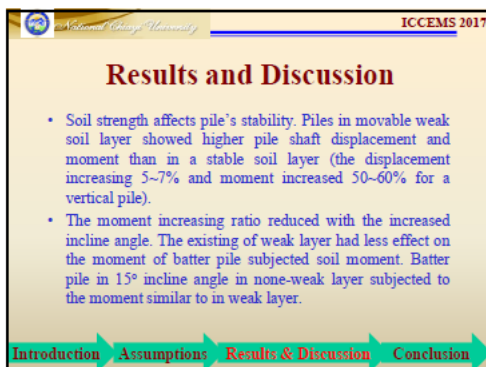 National Chiayi University
ICCEMS 2017
Results and Discussion
• Soil strength affects pile's stability. Piles in movable weak
soil layer showed higher pile shaft displacement and
moment than in a stable soil layer (the displacement
increasing 5~7% and moment increased 50~60% for a
vertical pile).
• The moment increasing ratio reduced with the increased
incline angle. The existing of weak layer had less effect on
the moment of batter pile subjected soil moment. Batter
pile in 15° incline angle in none-weak layer subjected to
the moment similar to in weak layer.
Introduction Assumptions Results & Discussion Conclusion